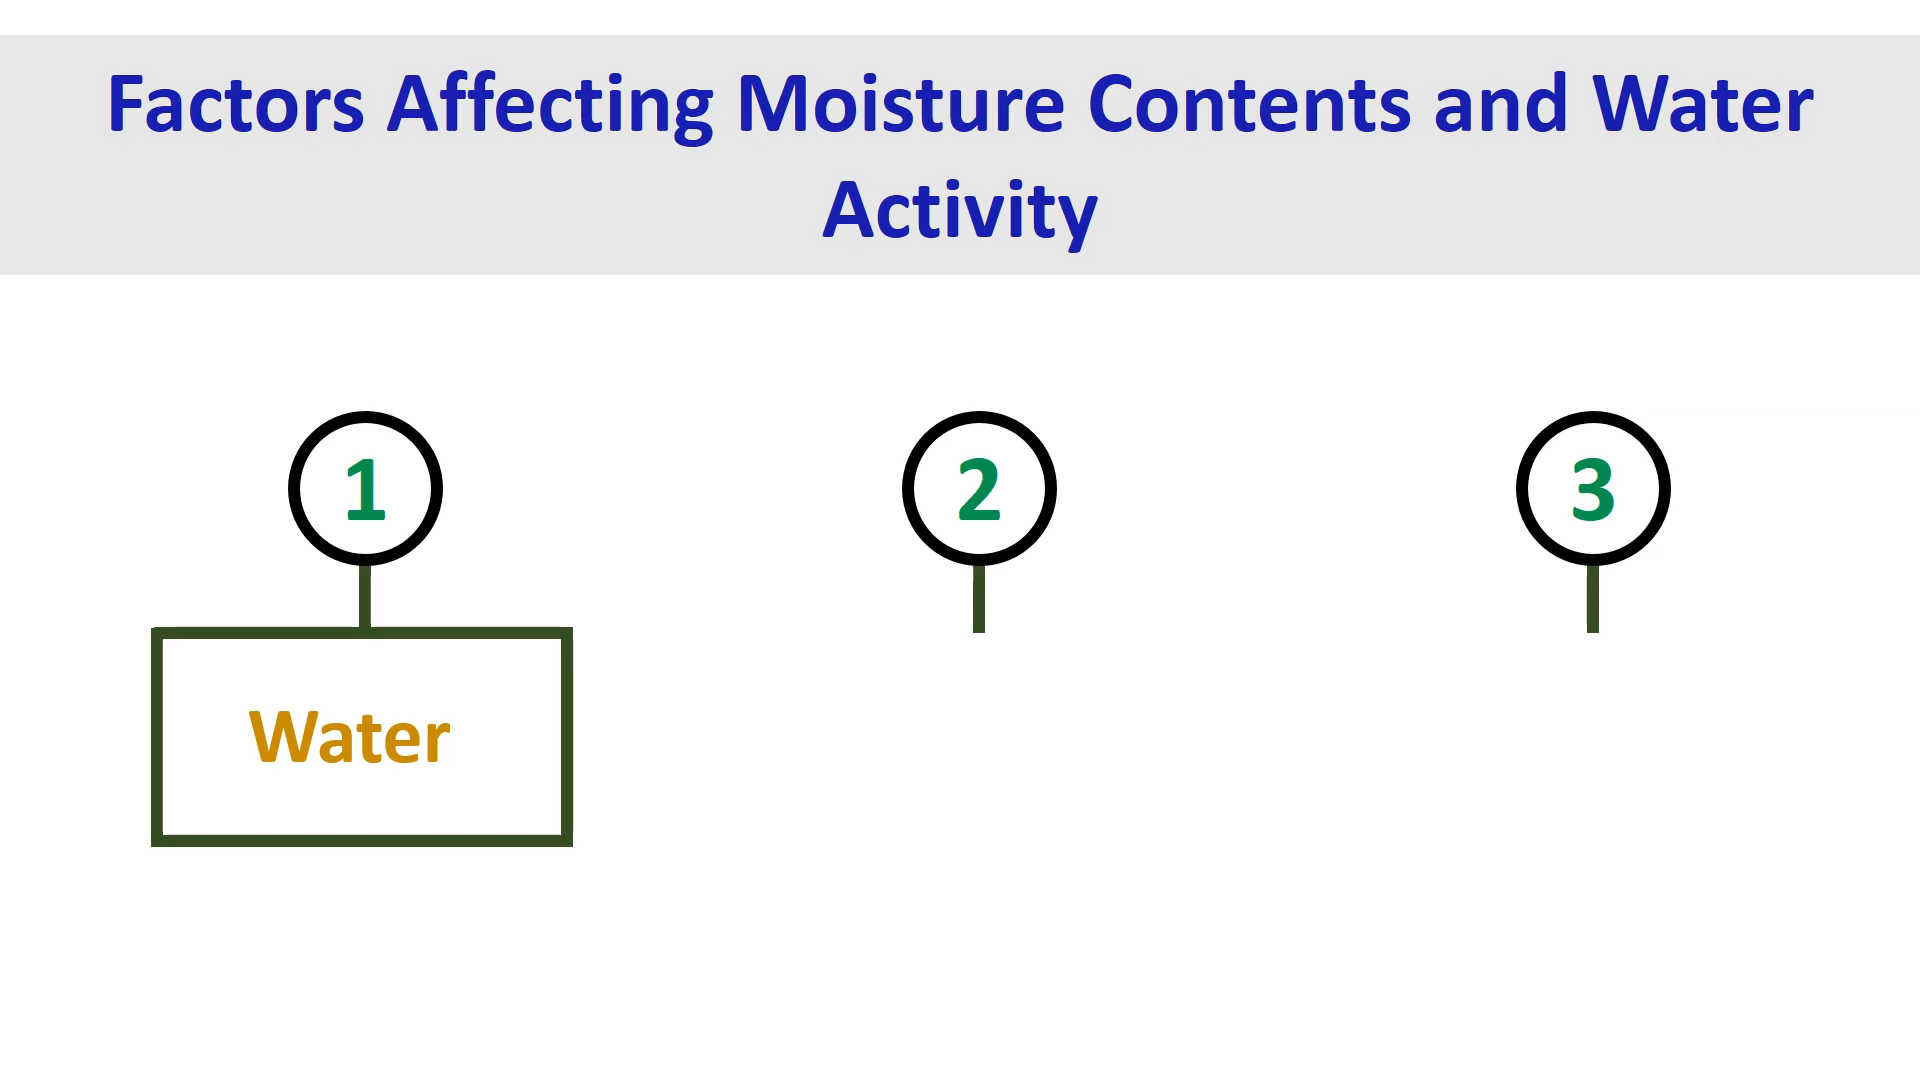 Factors Affecting Moisture Contents and Water
Activity
1
2
3
Water